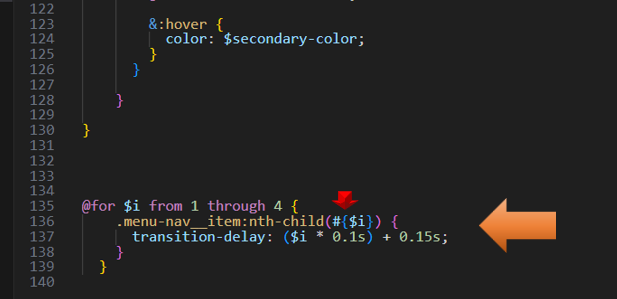 122
123 &:hover {
124 color: $secondary-color;
125 }
126 }
127
128 }
129
130 }
131
132
133
134
135 @for $i from 1 through 4 {
136 .menu-nav__item:nth-child(#{$i}) {
137 transition-delay: ($i * 0.1s) + 0.15s;
138 }
139 }
140